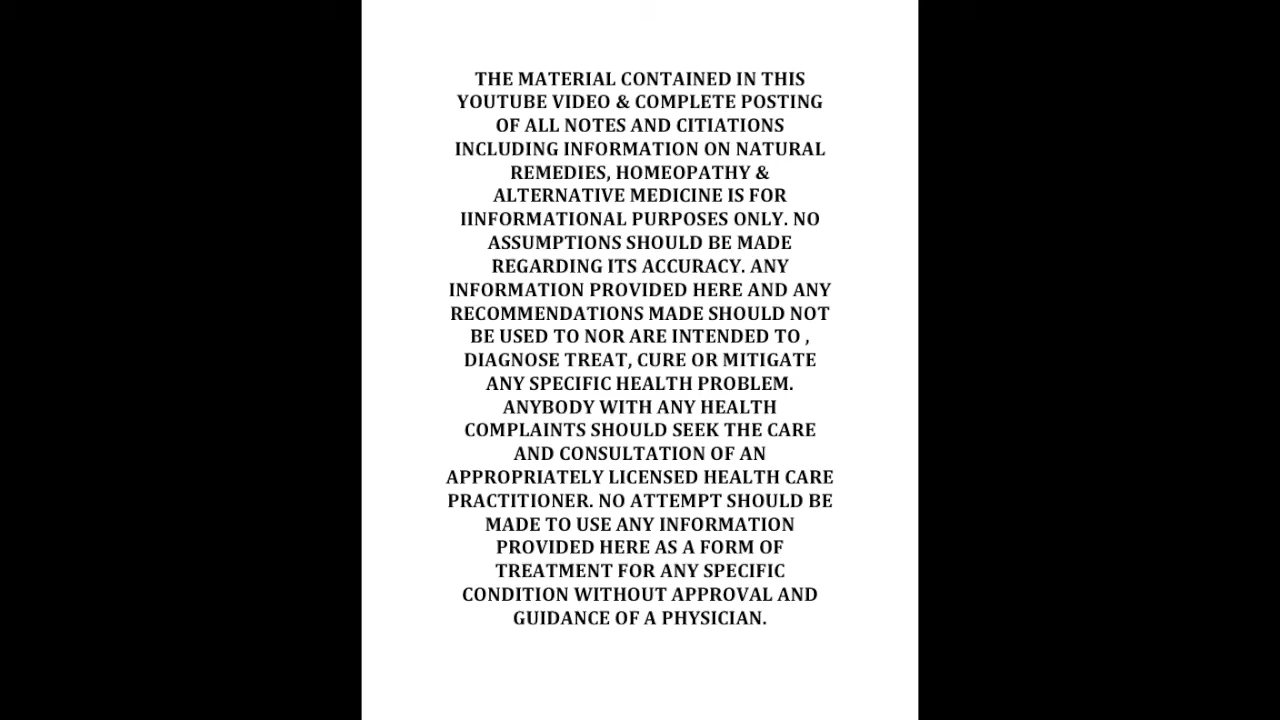 THE MATERIAL CONTAINED IN THIS
YOUTUBE VIDEO & COMPLETE POSTING
OF ALL NOTES AND CITIATIONS
INCLUDING INFORMATION ON NATURAL
REMEDIES, HOMEOPATHY &
ALTERNATIVE MEDICINE IS FOR
IINFORMATIONAL PURPOSES ONLY. NO
ASSUMPTIONS SHOULD BE MADE
REGARDING ITS ACCURACY. ANY
INFORMATION PROVIDED HERE AND ANY
RECOMMENDATIONS MADE SHOULD NOT
BE USED TO NOR ARE INTENDED TO ,
DIAGNOSE TREAT, CURE OR MITIGATE
ANY SPECIFIC HEALTH PROBLEM.
ANYBODY WITH ANY HEALTH
COMPLAINTS SHOULD SEEK THE CARE
AND CONSULTATION OF AN
APPROPRIATELY LICENSED HEALTH CARE
PRACTITIONER. NO ATTEMPT SHOULD BE
MADE TO USE ANY INFORMATION
PROVIDED HERE AS A FORM OF
TREATMENT FOR ANY SPECIFIC
CONDITION WITHOUT APPROVAL AND
GUIDANCE OF A PHYSICIAN.